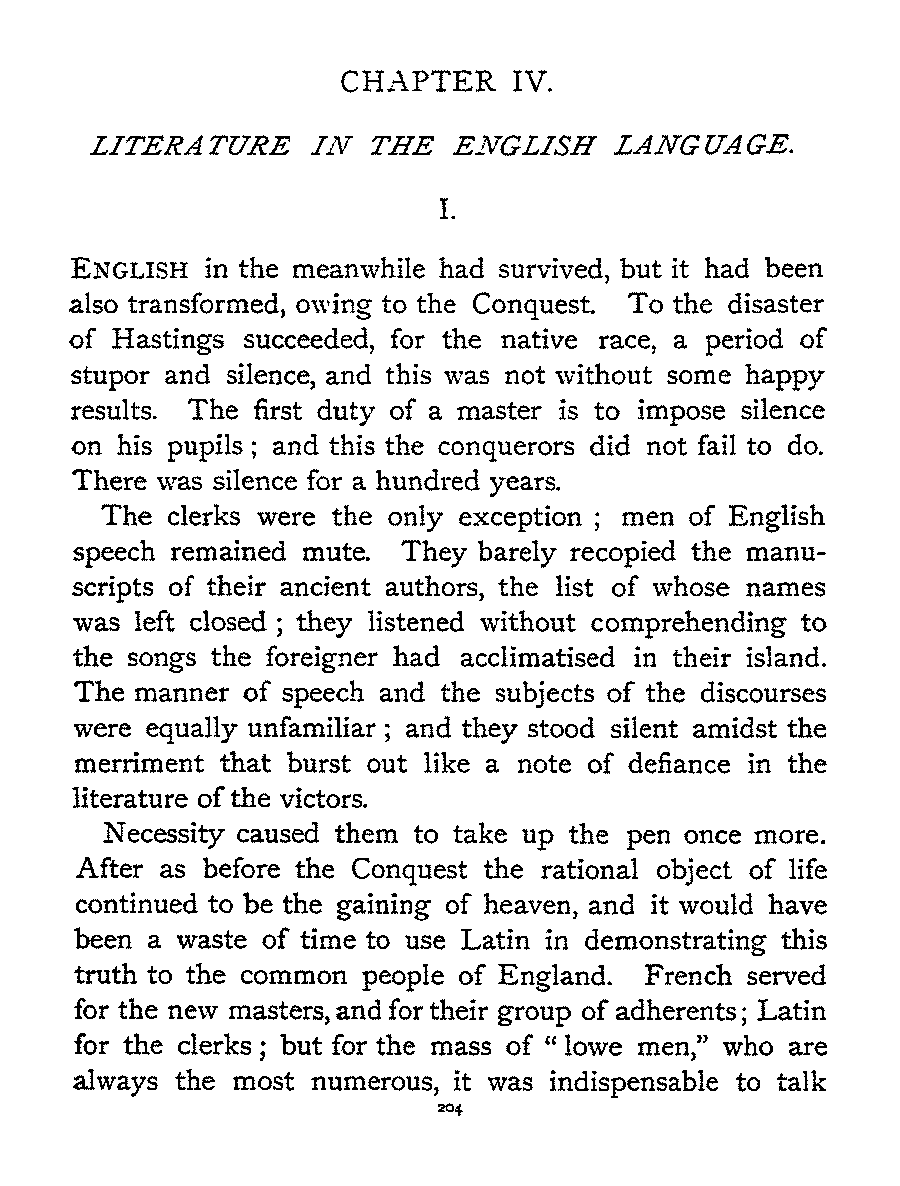 CHAPTER IV.
LITERATURE IN THE ENGLISH LANGUAGE.
I.
ENGLISH in the meanwhile had survived, but it had been
also transformed, owing to the Conquest. To the disaster
of Hastings succeeded, for the native race, a period of
stupor and silence, and this was not without some happy
results. The first duty of a master is to impose silence
on his pupils ; and this the conquerors did not fail to do.
There was silence for a hundred years.
The clerks were the only exception ; men of English
speech remained mute. They barely recopied the manu-
scripts of their ancient authors, the list of whose names
was left closed ; they listened without comprehending to
the songs the foreigner had acclimatised in their island.
The manner of speech and the subjects of the discourses
were equally unfamiliar ; and they stood silent amidst the
merriment that burst out like a note of defiance in the
literature of the victors.
Necessity caused them to take up the pen once more.
After as before the Conquest the rational object of life
continued to be the gaining of heaven, and it would have
been a waste of time to use Latin in demonstrating this
truth to the common people of England. French served
for the new masters, and for their group of adherents; Latin
for the clerks ; but for the mass of “ lowe men,” who are
always the most numerous, it was indispensable to talk
204